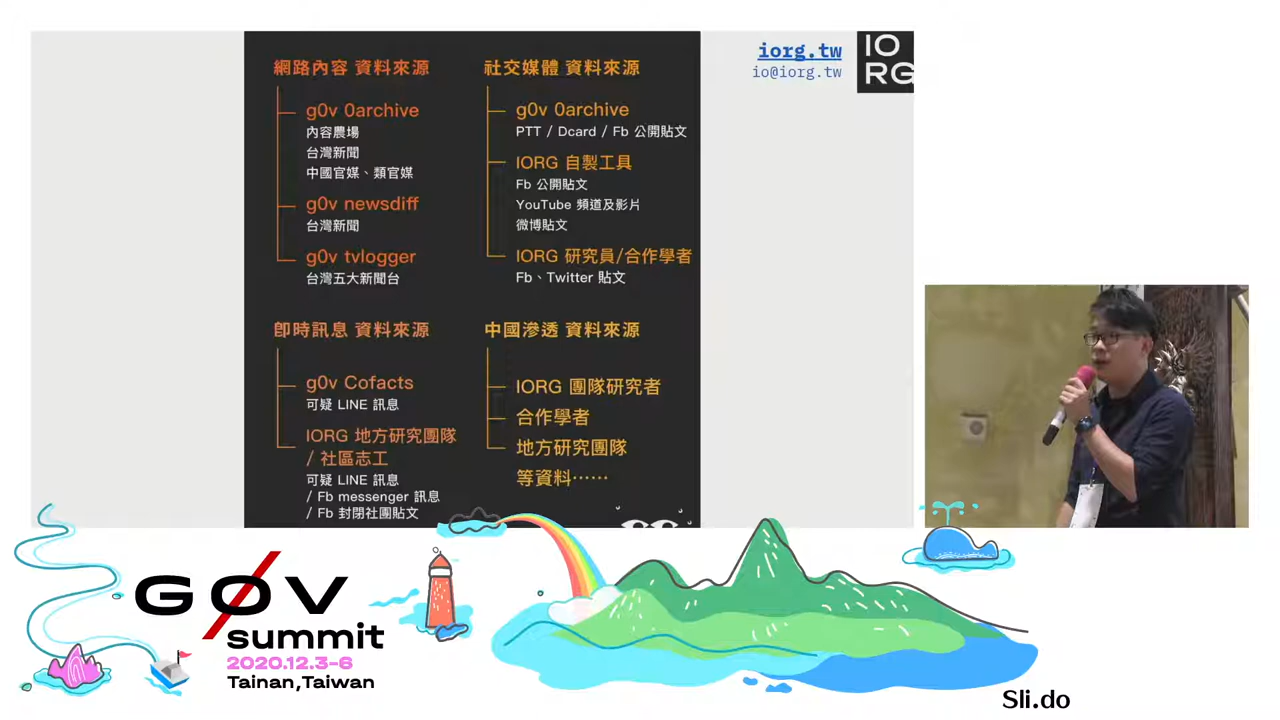 網路內容 資料來源
g0v 0archive
內容農場
台灣新聞
中國官媒、類官媒
g0v newsdiff
台灣新聞
g0v tvlogger
台灣五大新聞台
社交媒體 資料來源
g0v 0archive
PTT / Dcard / Fb 公開貼文
IORG 自製工具
Fb 公開貼文
YouTube 頻道及影片
微博貼文
IORG 研究員/合作學者
Fb、Twitter 貼文
即時訊息 資料來源
g0v Cofacts
可疑 LINE 訊息
IORG 地方研究團隊
/ 社區志工
可疑 LINE 訊息
/ Fb messenger 訊息
/ Fb 封閉社團貼文
中國滲透 資料來源
IORG 團隊研究者
合作學者
地方研究團隊
等資料……
iorg.tw
io@iorg.tw
IO
RG
G0V
summit
2020.12.3-6
Tainan,Taiwan
Sli.do